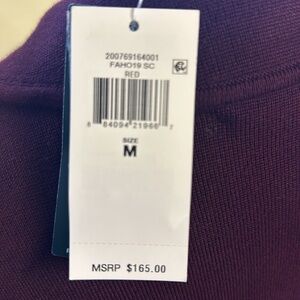 200769164001
FAHO19 SC
RED
8 84094 21966 7
SIZE
M
MSRP $165.00